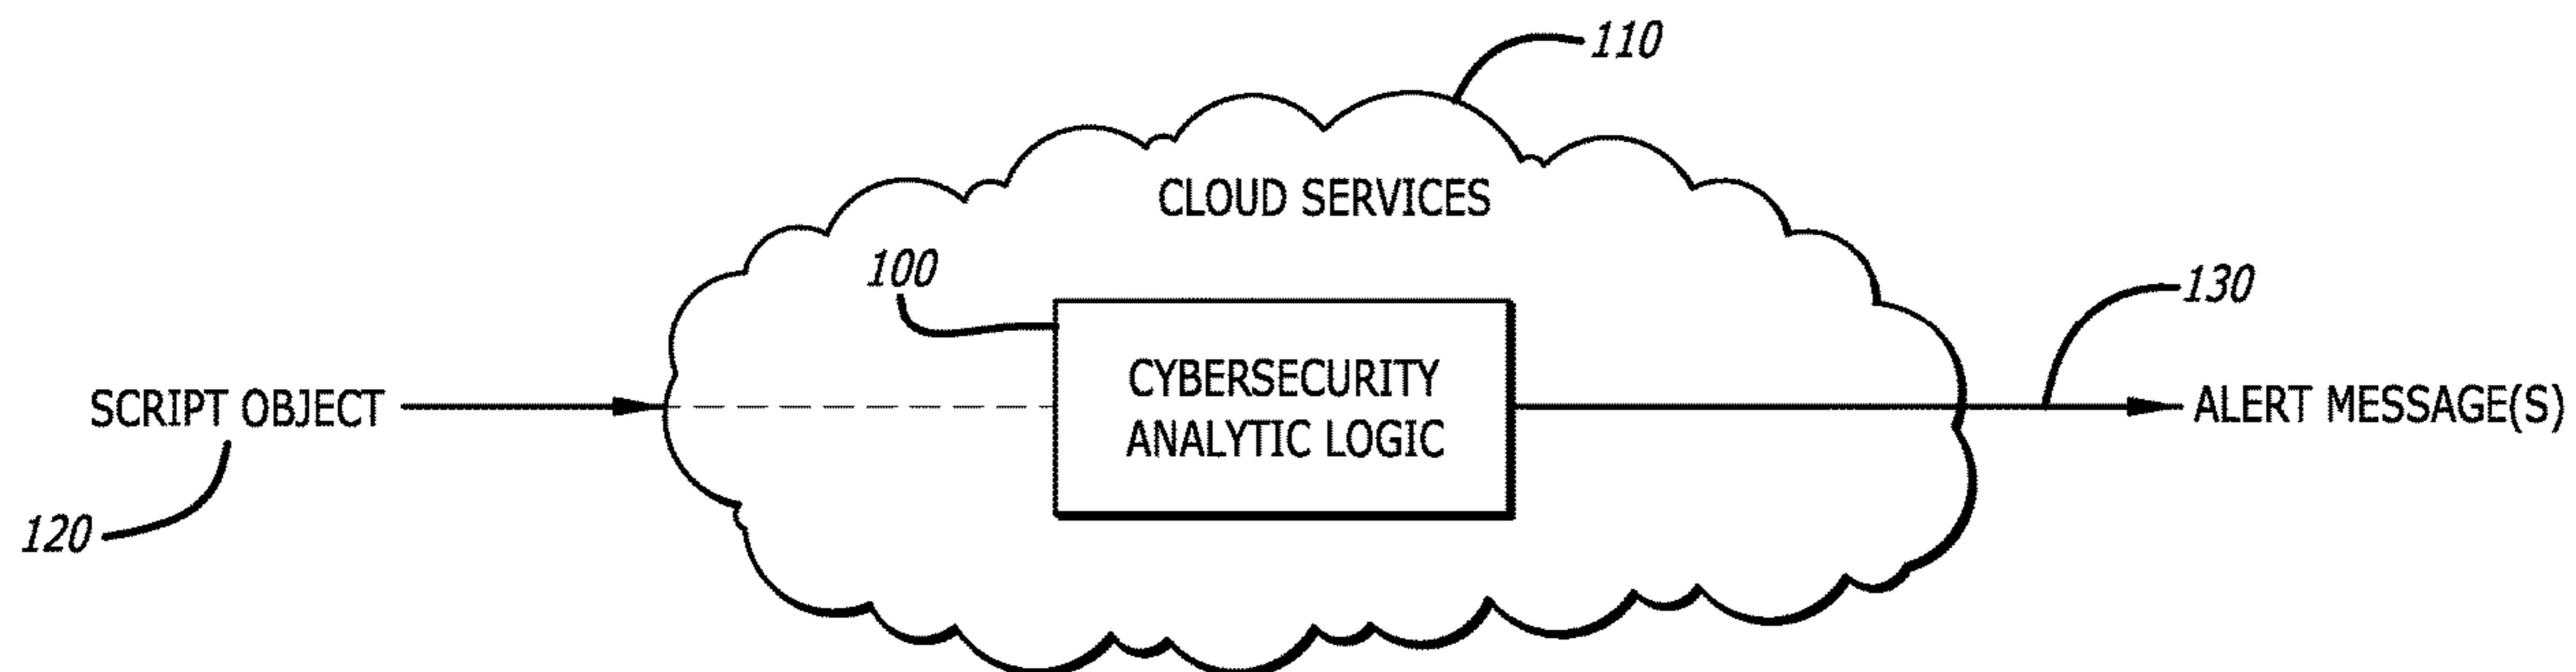 110
CLOUD SERVICES
100
130
SCRIPT OBJECT
CYBERSECURITY
ANALYTIC LOGIC
ALERT MESSAGE(S)
120